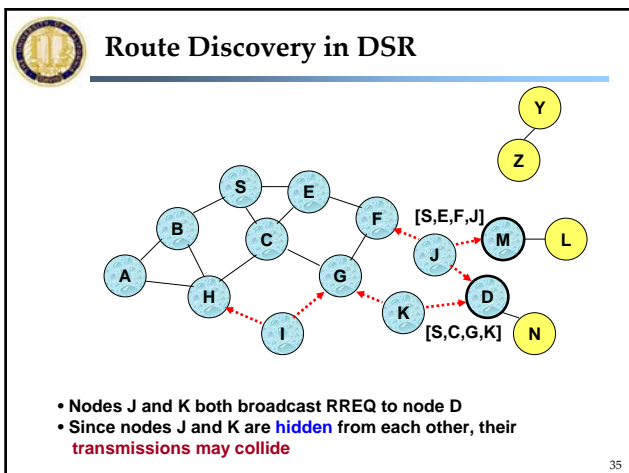 Route Discovery in DSR
Y
Z
S
E
F
[S,E,F,J]
B
C
J
M
L
A
H
G
D
I
K
[S,C,G,K]
N
• Nodes J and K both broadcast RREQ to node D
• Since nodes J and K are hidden from each other, their
transmissions may collide
35